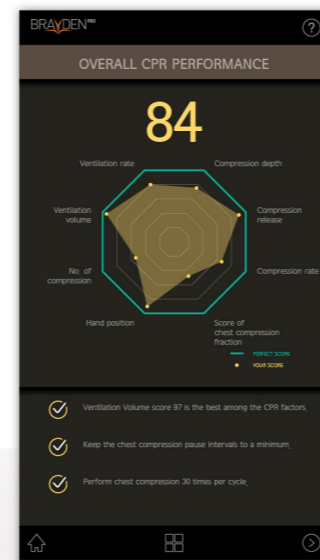 BRAYDEN PRO
?
OVERALL CPR PERFORMANCE
84
Ventilation rate
Compression depth
Ventilation
volume
Compression
release
No. of
compression
Compression rate
Hand position
Score of
chest compression
fraction
PERFECT SCORE
YOUR SCORE
Ventilation Volume score 97 is the best among the CPR factors.
Keep the chest compression pause intervals to a minimum.
Perform chest compression 30 times per cycle.